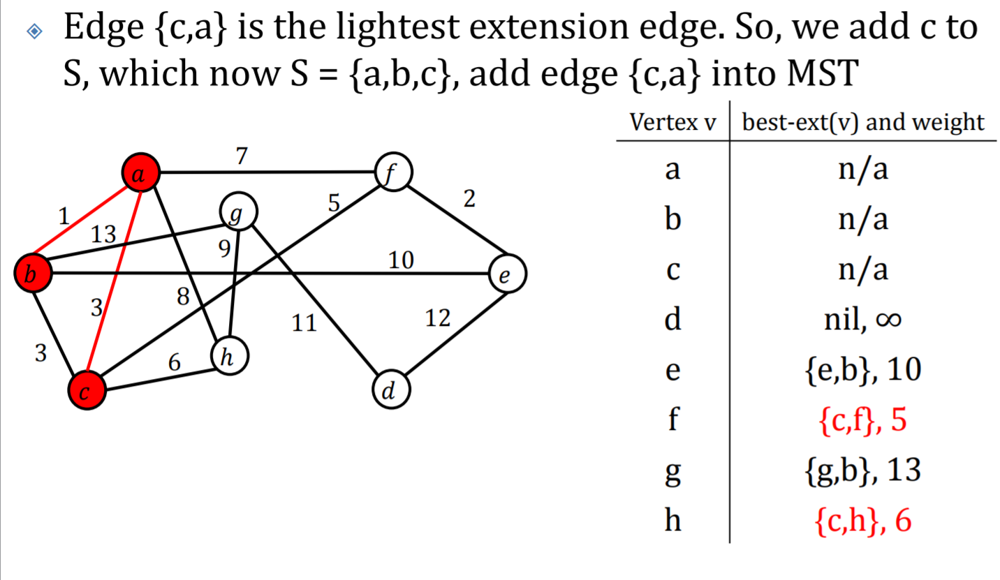 Edge {c,a} is the lightest extension edge. So, we add c to
S, which now S = {a,b,c}, add edge {c,a} into MST
Vertex v best-ext(v) and weight
a n/a
b n/a
c n/a
d nil, ∞
e {e,b}, 10
f {c,f}, 5
g {g,b}, 13
h {c,h}, 6
7
a
f
5
2
g
1
13
9
10
b
e
3
8
11
12
3
6
h
c
d